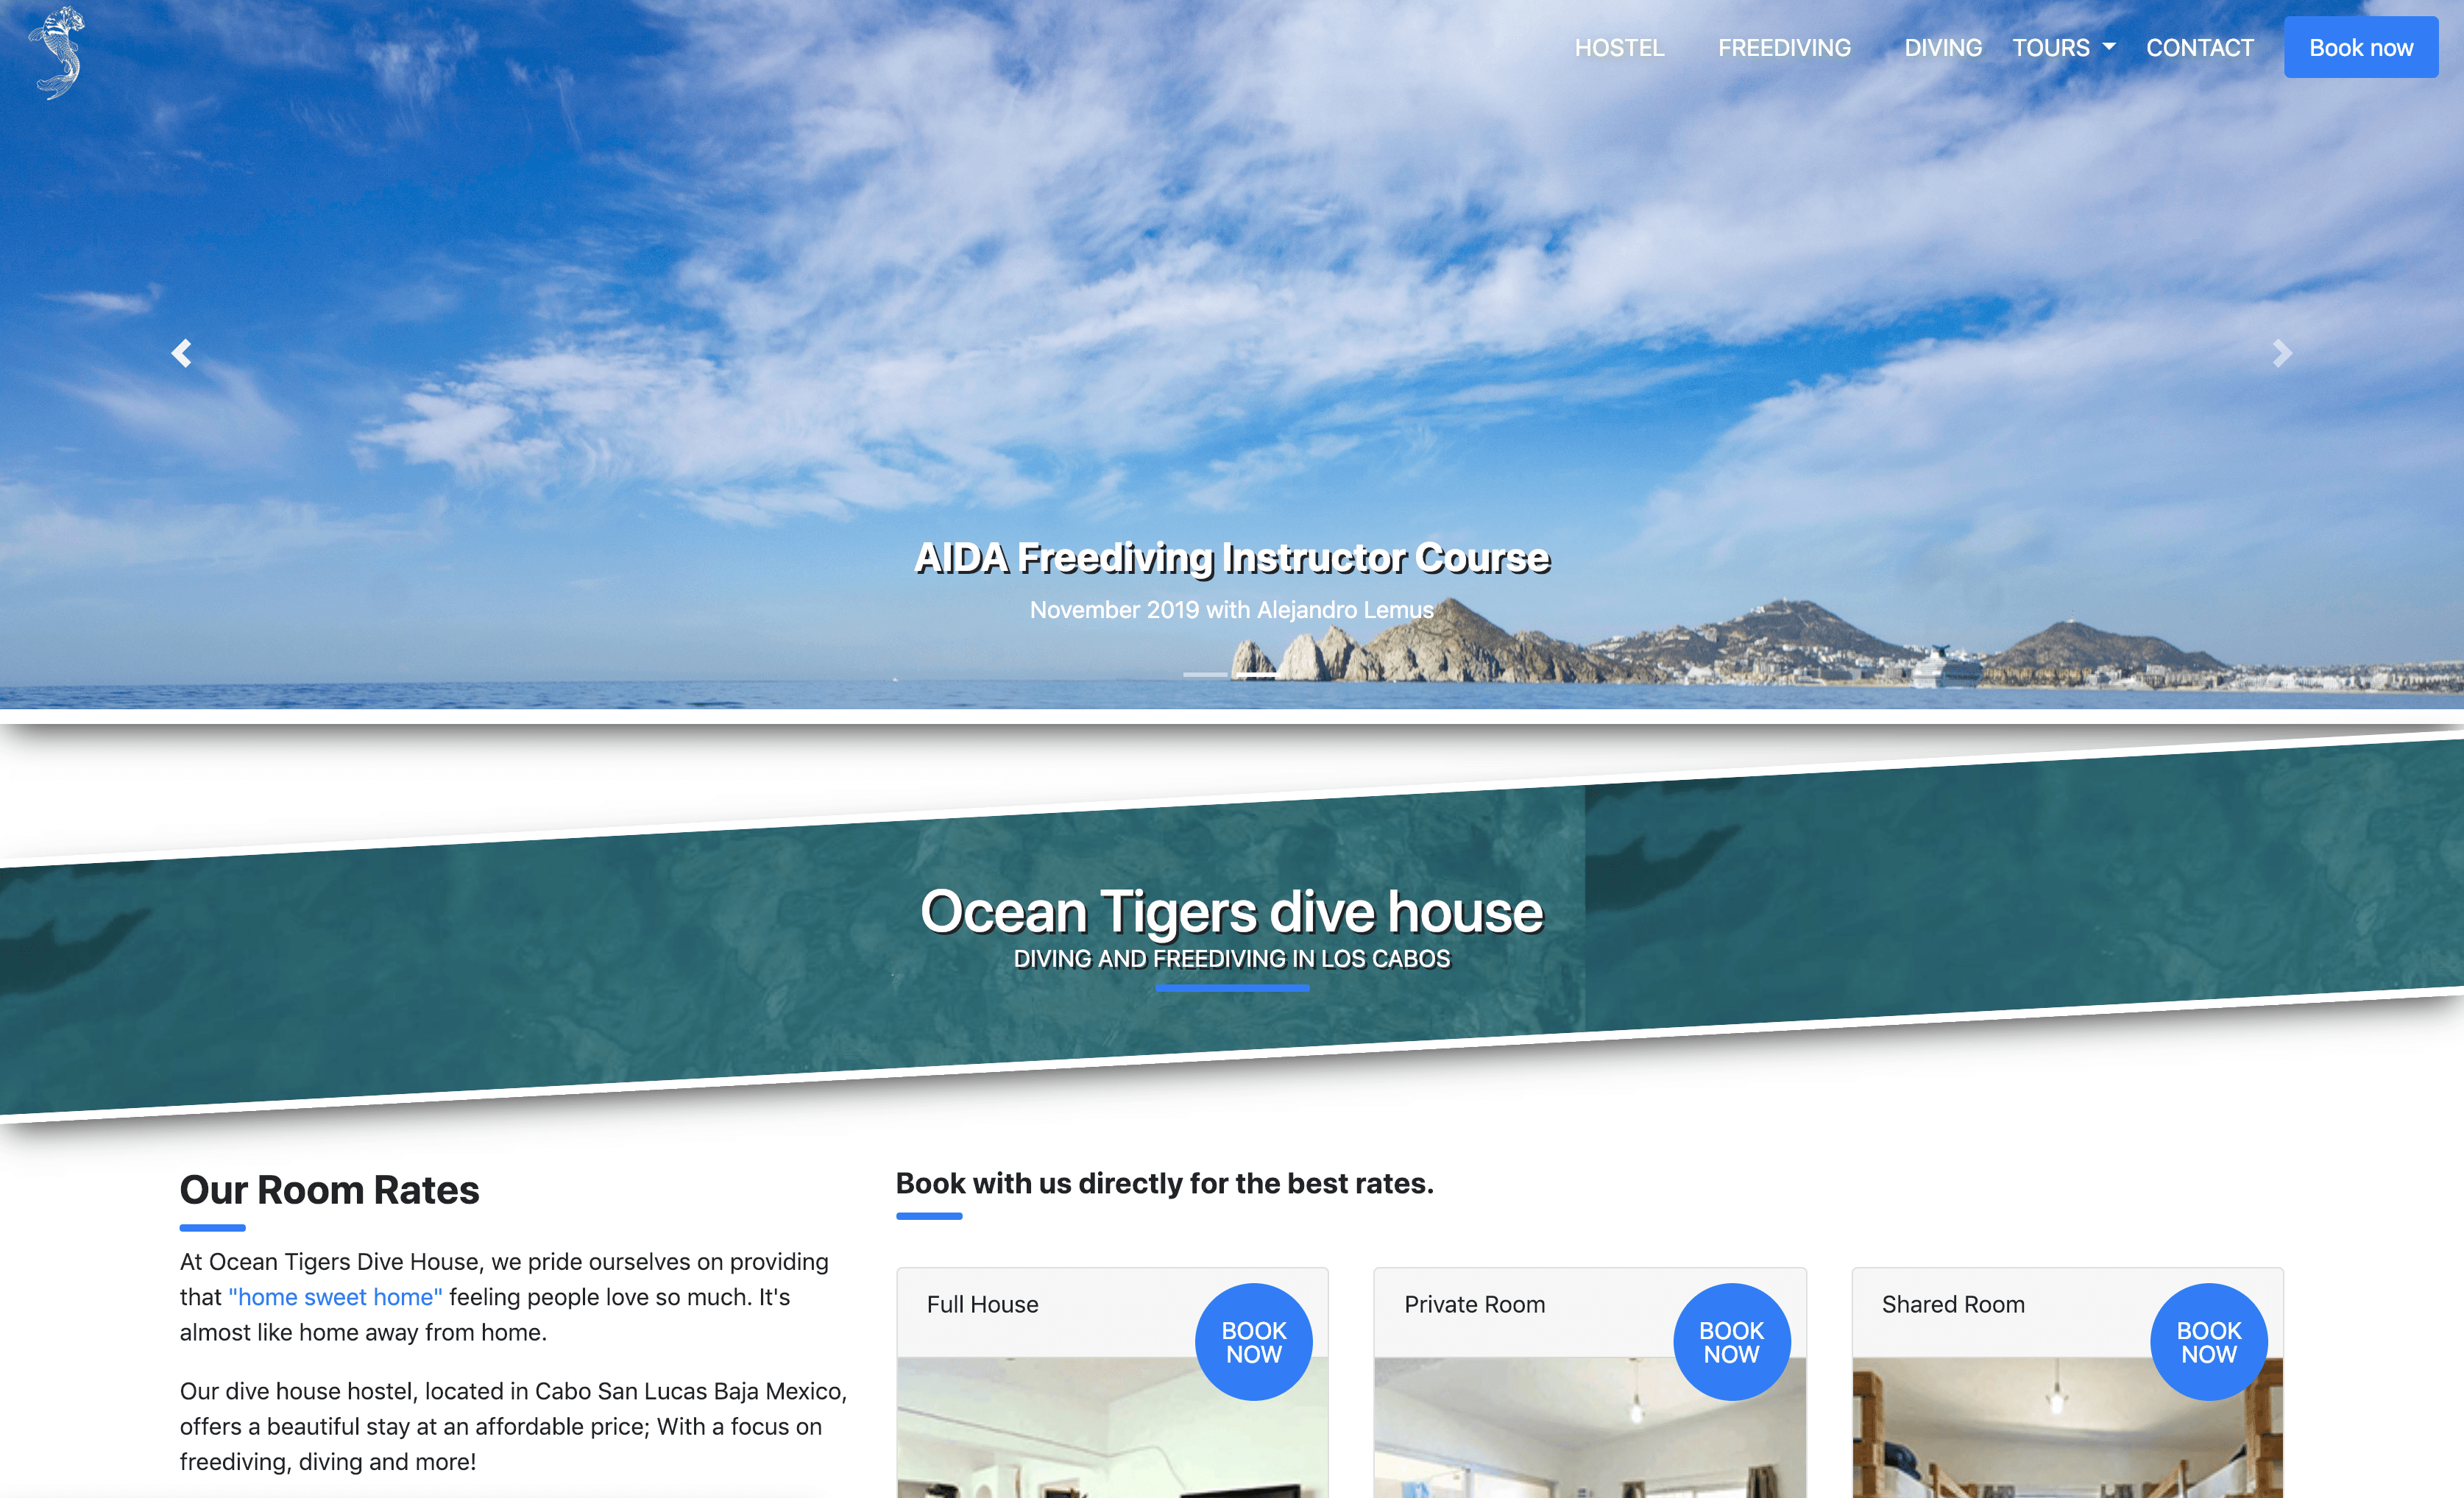 HOSTEL FREEDIVING DIVING TOURS CONTACT Book now
AIDA Freediving Instructor Course
November 2019 with Alejandro Lemus
Ocean Tigers dive house
DIVING AND FREEDIVING IN LOS CABOS
Our Room Rates
At Ocean Tigers Dive House, we pride ourselves on providing
that "home sweet home" feeling people love so much. It's
almost like home away from home.
Our dive house hostel, located in Cabo San Lucas Baja Mexico,
offers a beautiful stay at an affordable price; With a focus on
freediving, diving and more!
Book with us directly for the best rates.
Full House
BOOK
NOW
Private Room
BOOK
NOW
Shared Room
BOOK
NOW